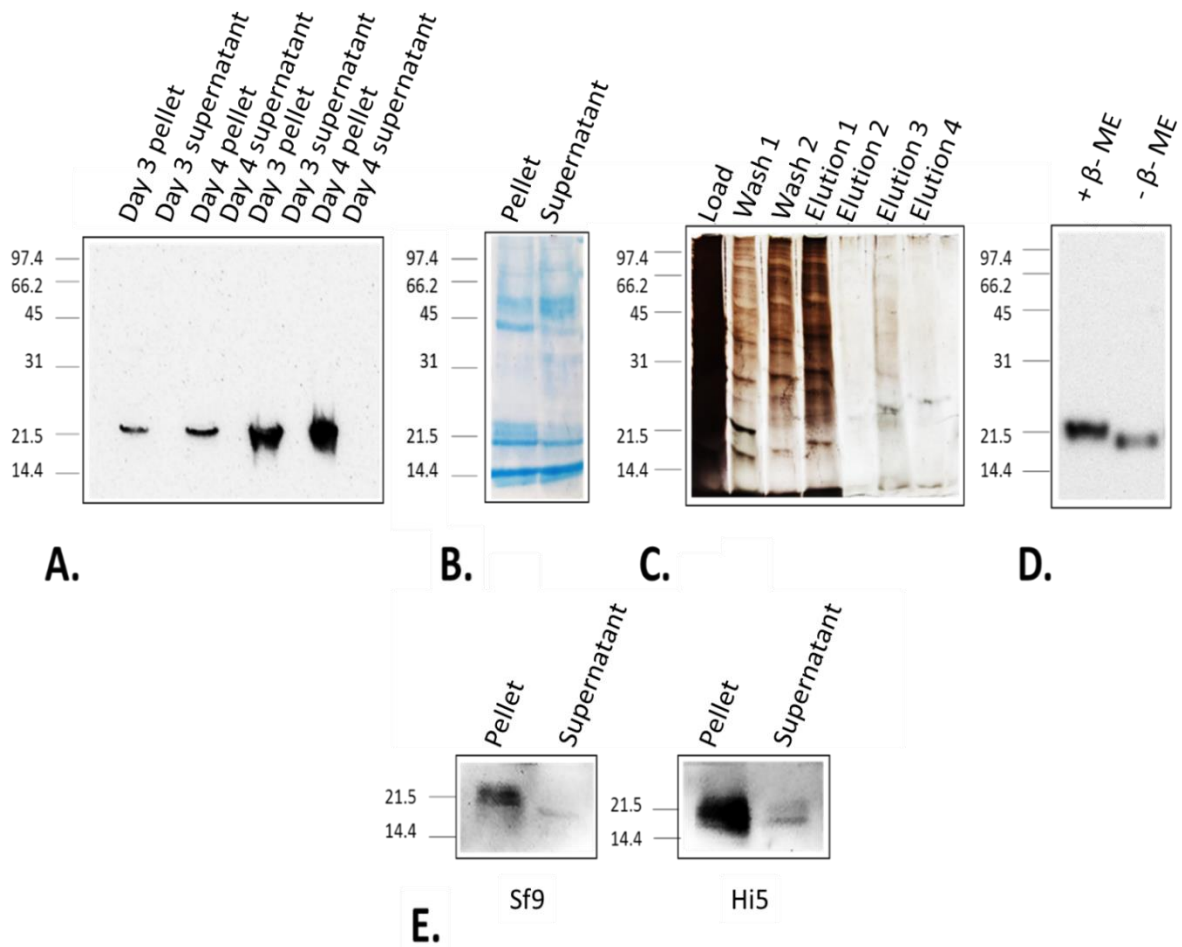 Day 3 pellet
Day 3 supernatant
Day 4 pellet
Day 4 supernatant
Day 3 pellet
Day 3 supernatant
Day 4 pellet
Day 4 supernatant
97.4
66.2
45
31
21.5
14.4
A.
Pellet
Supernatant
97.4
66.2
45
31
21.5
14.4
B.
Load
Wash 1
Wash 2
Elution 1
Elution 2
Elution 3
Elution 4
97.4
66.2
45
31
21.5
14.4
C.
+ β- ME
- β- ME
97.4
66.2
45
31
21.5
14.4
D.
Pellet
Supernatant
21.5
14.4
Sf9
Pellet
Supernatant
21.5
14.4
Hi5
E.